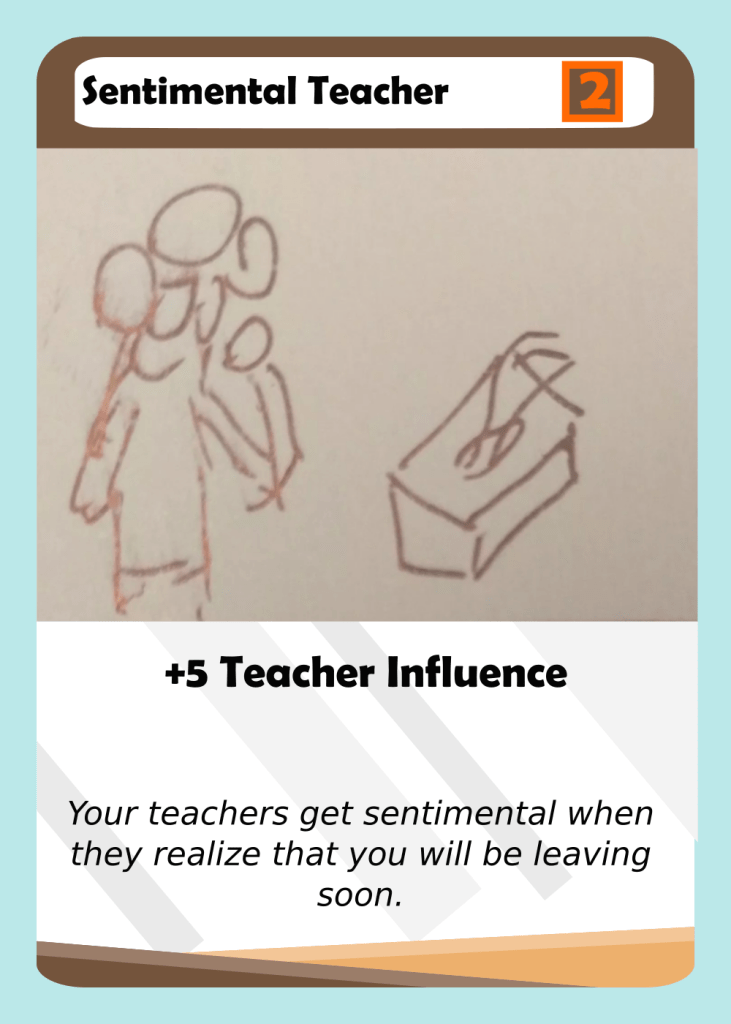 Sentimental Teacher 2
+5 Teacher Influence
Your teachers get sentimental when
they realize that you will be leaving
soon.